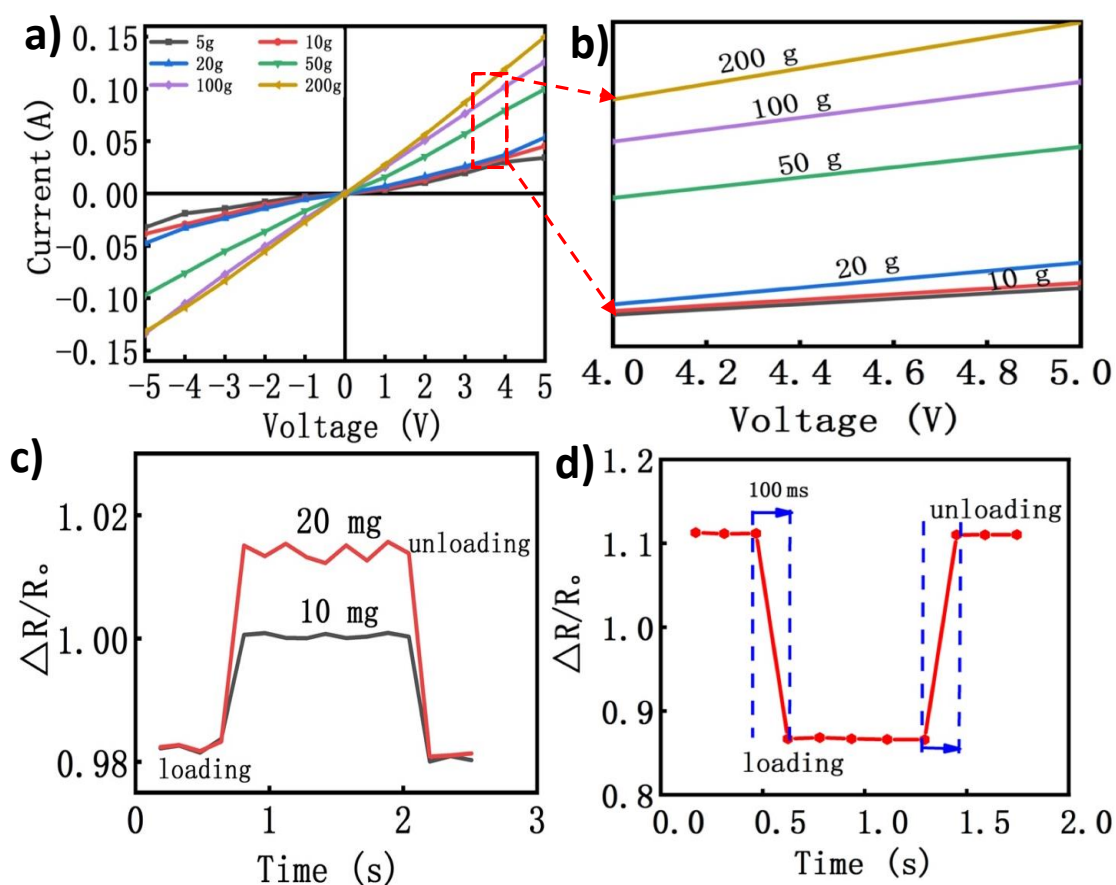 a)
0.15
0.10
0.05
0.00
-0.05
-0.10
-0.15
Current(A)
5g 10g
20g 50g
100g 200g
-5 -4 -3 -2 -1 0 1 2 3 4 5
Voltage (V)
b)
200 g
100 g
50 g
20 g
10 g
4.0 4.2 4.4 4.6 4.8 5.0
Voltage (V)
c)
1.02
1.00
0.98
△R/R。
20 mg
unloading
10 mg
loading
0 1 2 3
Time (s)
d)
1.2
1.1
1.0
0.9
0.8
△R/R。
100 ms
unloading
loading
0.0 0.5 1.0 1.5 2.0
Time (s)